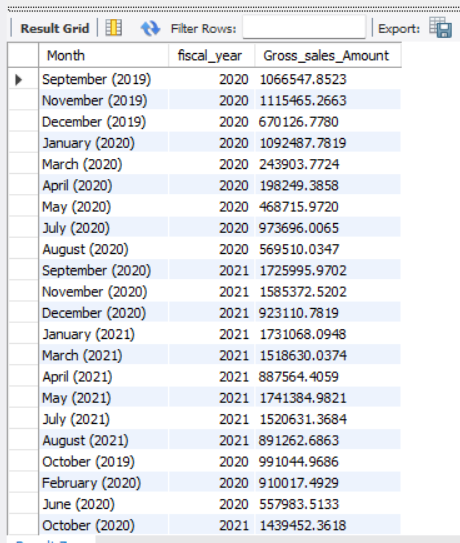 Result Grid Filter Rows: Export:
Month fiscal_year Gross_sales_Amount
September (2019) 2020 1066547.8523
November (2019) 2020 1115465.2663
December (2019) 2020 670126.7780
January (2020) 2020 1092487.7819
March (2020) 2020 243903.7724
April (2020) 2020 198249.3858
May (2020) 2020 468715.9720
July (2020) 2020 973696.0065
August (2020) 2020 569510.0347
September (2020) 2021 1725995.9702
November (2020) 2021 1585372.5202
December (2020) 2021 923110.7819
January (2021) 2021 1731068.0948
March (2021) 2021 1518630.0374
April (2021) 2021 887564.4059
May (2021) 2021 1741384.9821
July (2021) 2021 1520631.3684
August (2021) 2021 891262.6863
October (2019) 2020 991044.9686
February (2020) 2020 910017.4929
June (2020) 2020 557983.5133
October (2020) 2021 1439452.3618